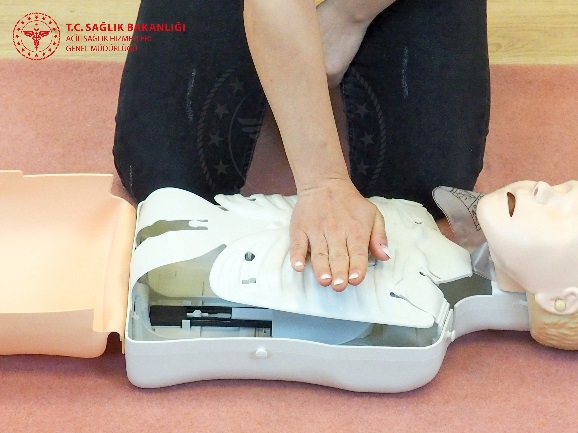 T.C. SAĞLIK BAKANLIĞI
ACİL SAĞLIK HİZMETLERİ
GENEL MÜDÜRLÜĞÜ